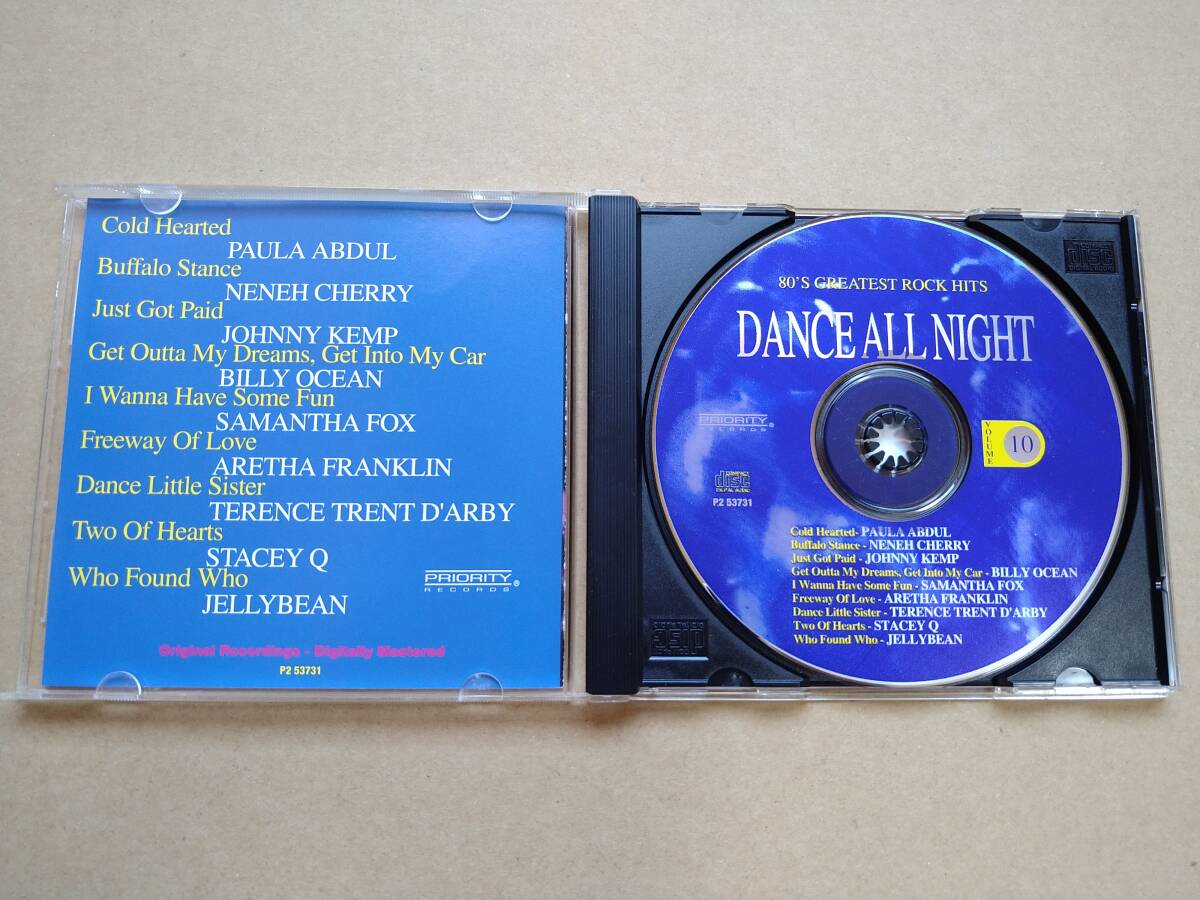 Cold Hearted
PAULA ABDUL
Buffalo Stance
NENEH CHERRY
Just Got Paid
JOHNNY KEMP
Get Outta My Dreams, Get Into My Car
BILLY OCEAN
I Wanna Have Some Fun
SAMANTHA FOX
Freeway Of Love
ARETHA FRANKLIN
Dance Little Sister
TERENCE TRENT D'ARBY
Two Of Hearts
STACEY Q
Who Found Who
JELLYBEAN
PRIORITY®
RECORDS
Original Recordings - Digitally Mastered
P2 53731
80'S GREATEST ROCK HITS
DANCE ALL NIGHT
PRIORITY®
RECORDS
VOLUME 10
COMPACT
disc
DIGITAL AUDIO
P2 53731
Cold Hearted- PAULA ABDUL
Buffalo Stance - NENEH CHERRY
Just Got Paid - JOHNNY KEMP
Get Outta My Dreams, Get Into My Car - BILLY OCEAN
I Wanna Have Some Fun - SAMANTHA FOX
Freeway Of Love - ARETHA FRANKLIN
Dance Little Sister - TERENCE TRENT D'ARBY
Two Of Hearts - STACEY Q
Who Found Who - JELLYBEAN
disc
disc